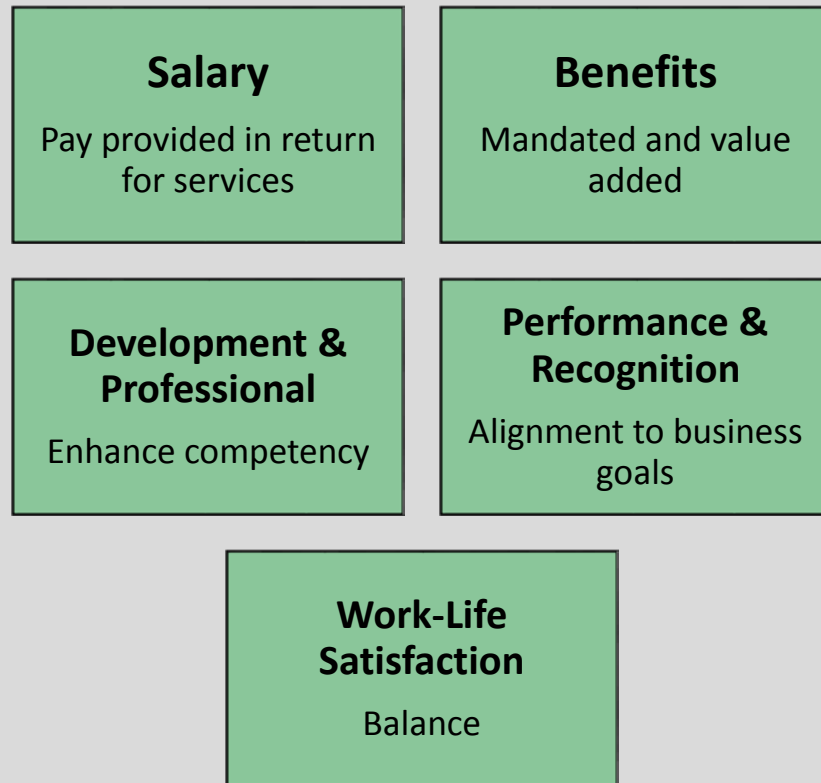 Salary
Pay provided in return
for services
Benefits
Mandated and value
added
Development &
Professional
Enhance competency
Performance &
Recognition
Alignment to business
goals
Work-Life
Satisfaction
Balance